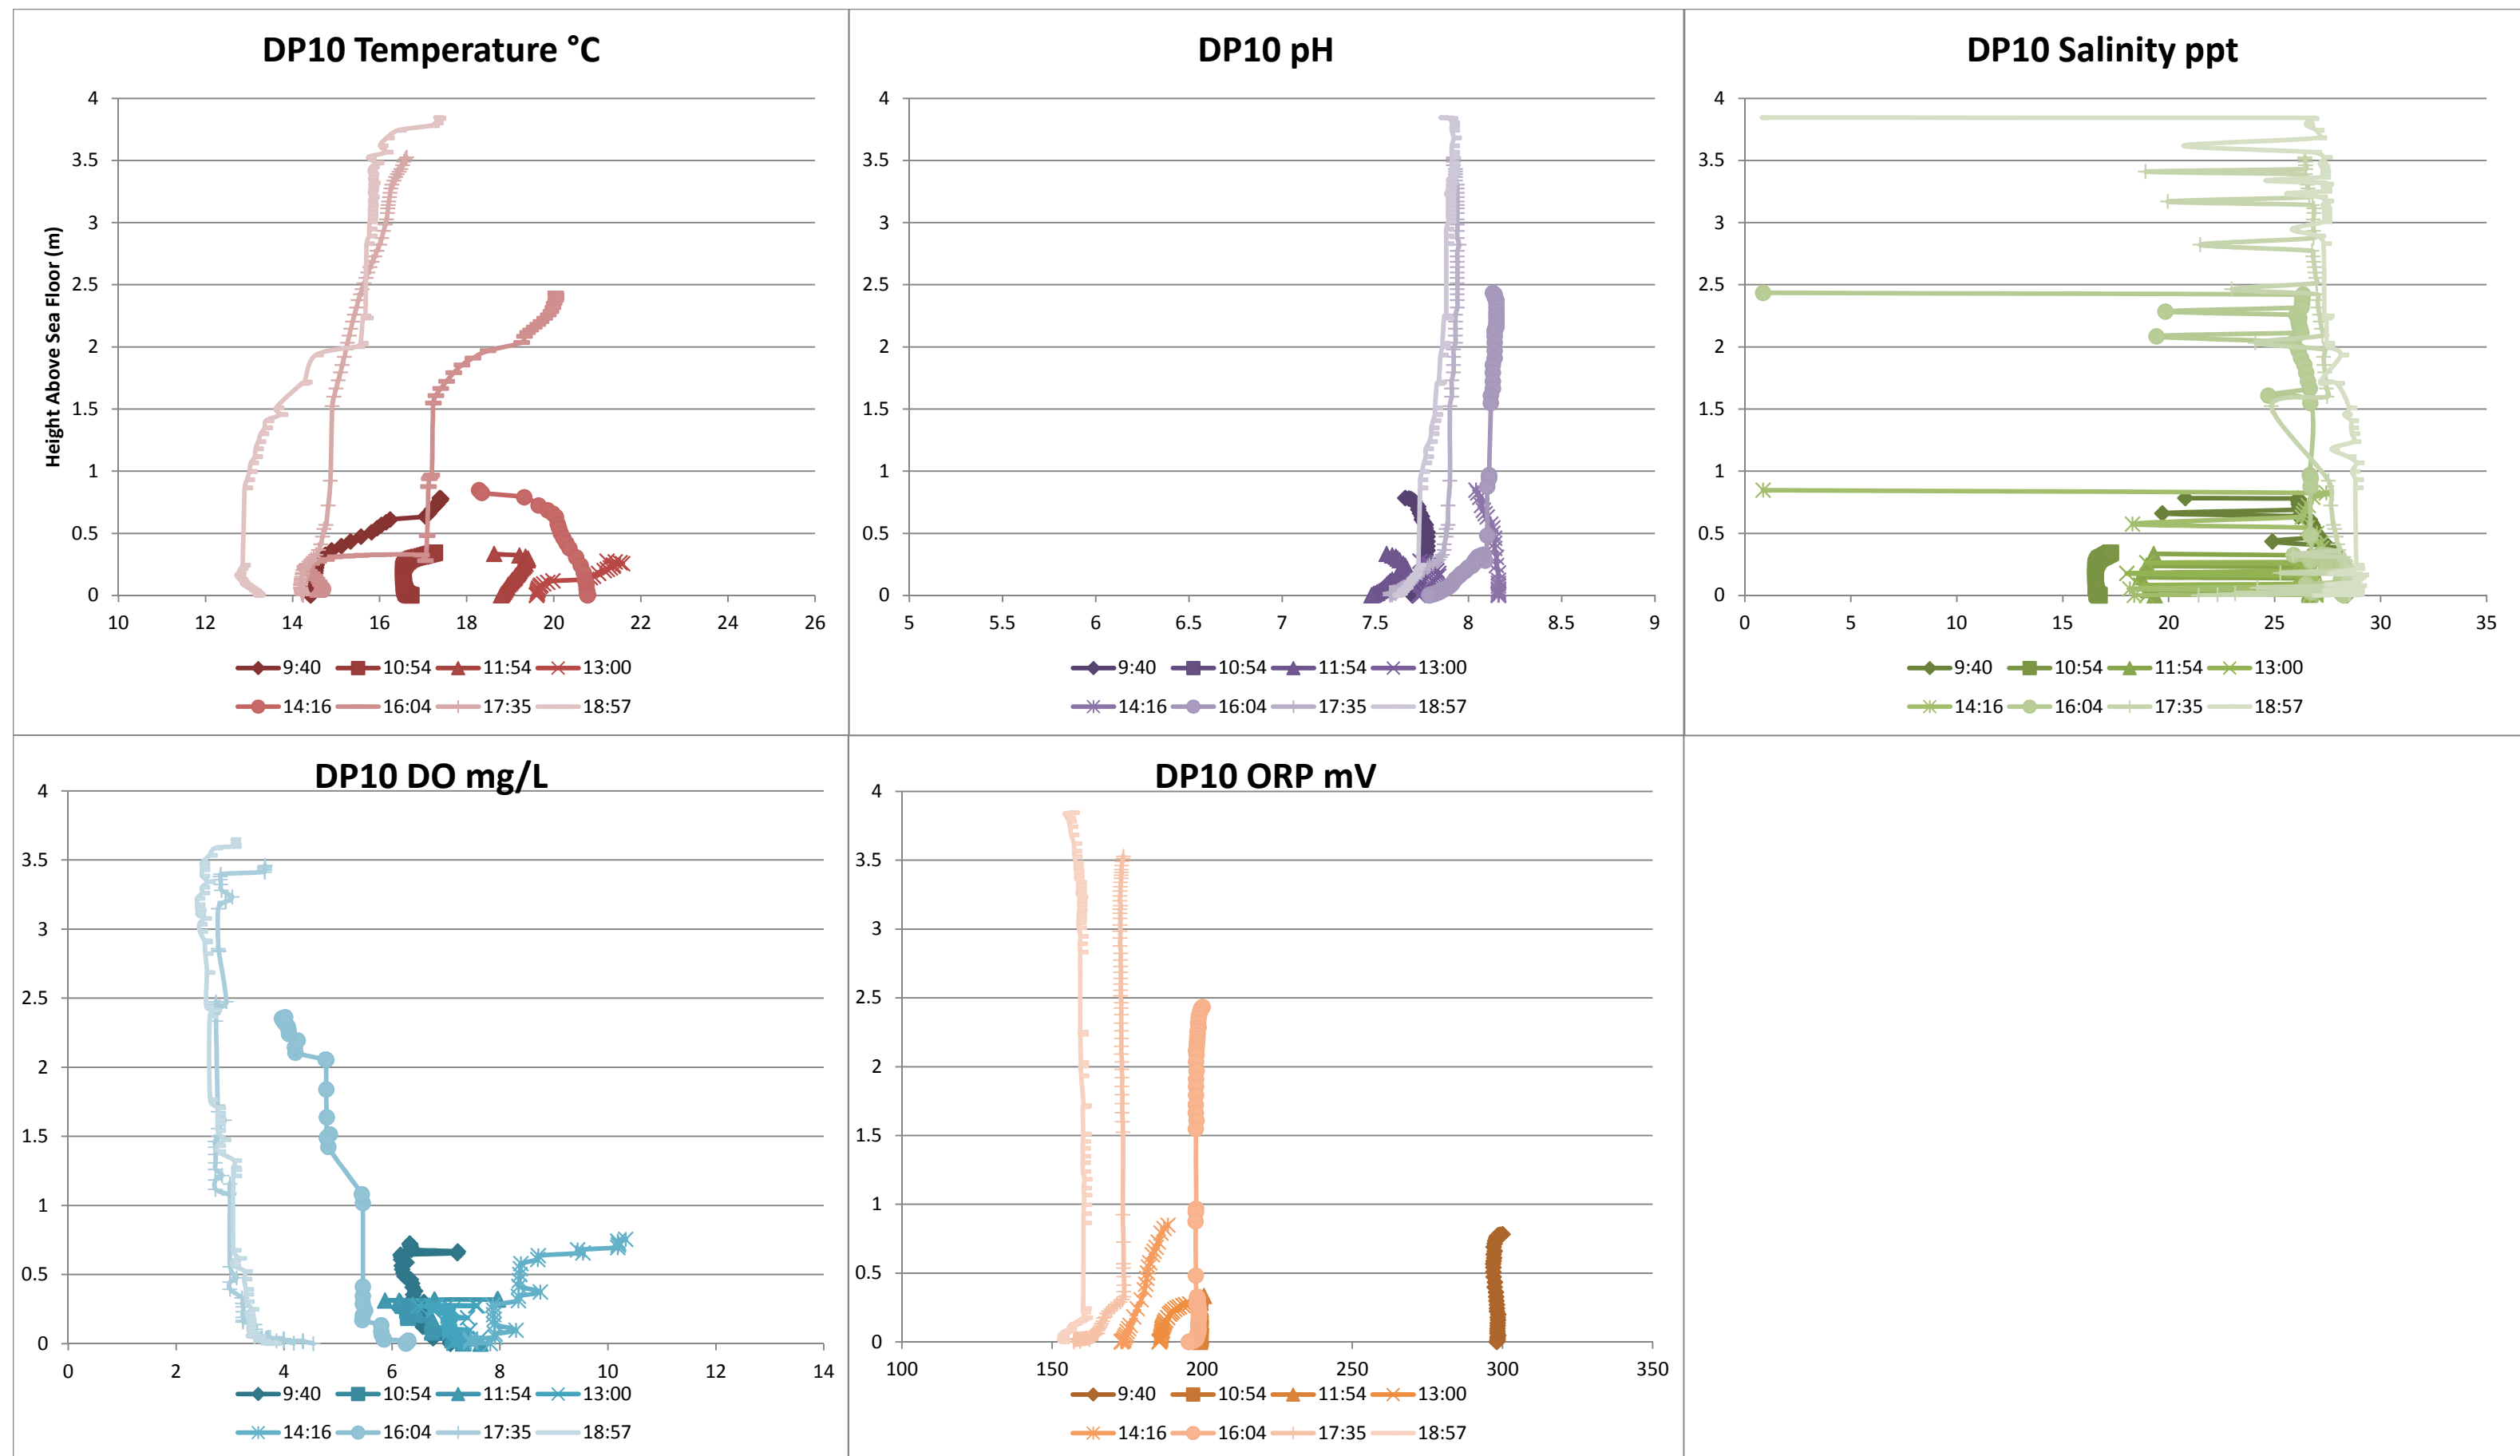 DP10 Temperature °C
4
3.5
3
2.5
2
1.5
1
0.5
0
Height Above Sea Floor (m)
10 12 14 16 18 20 22 24 26
9:40 10:54 11:54 13:00
14:16 16:04 17:35 18:57
DP10 pH
4
3.5
3
2.5
2
1.5
1
0.5
0
5 5.5 6 6.5 7 7.5 8 8.5 9
9:40 10:54 11:54 13:00
14:16 16:04 17:35 18:57
DP10 Salinity ppt
4
3.5
3
2.5
2
1.5
1
0.5
0
0 5 10 15 20 25 30 35
9:40 10:54 11:54 13:00
14:16 16:04 17:35 18:57
DP10 DO mg/L
4
3.5
3
2.5
2
1.5
1
0.5
0
0 2 4 6 8 10 12 14
9:40 10:54 11:54 13:00
14:16 16:04 17:35 18:57
DP10 ORP mV
4
3.5
3
2.5
2
1.5
1
0.5
0
100 150 200 250 300 350
9:40 10:54 11:54 13:00
14:16 16:04 17:35 18:57